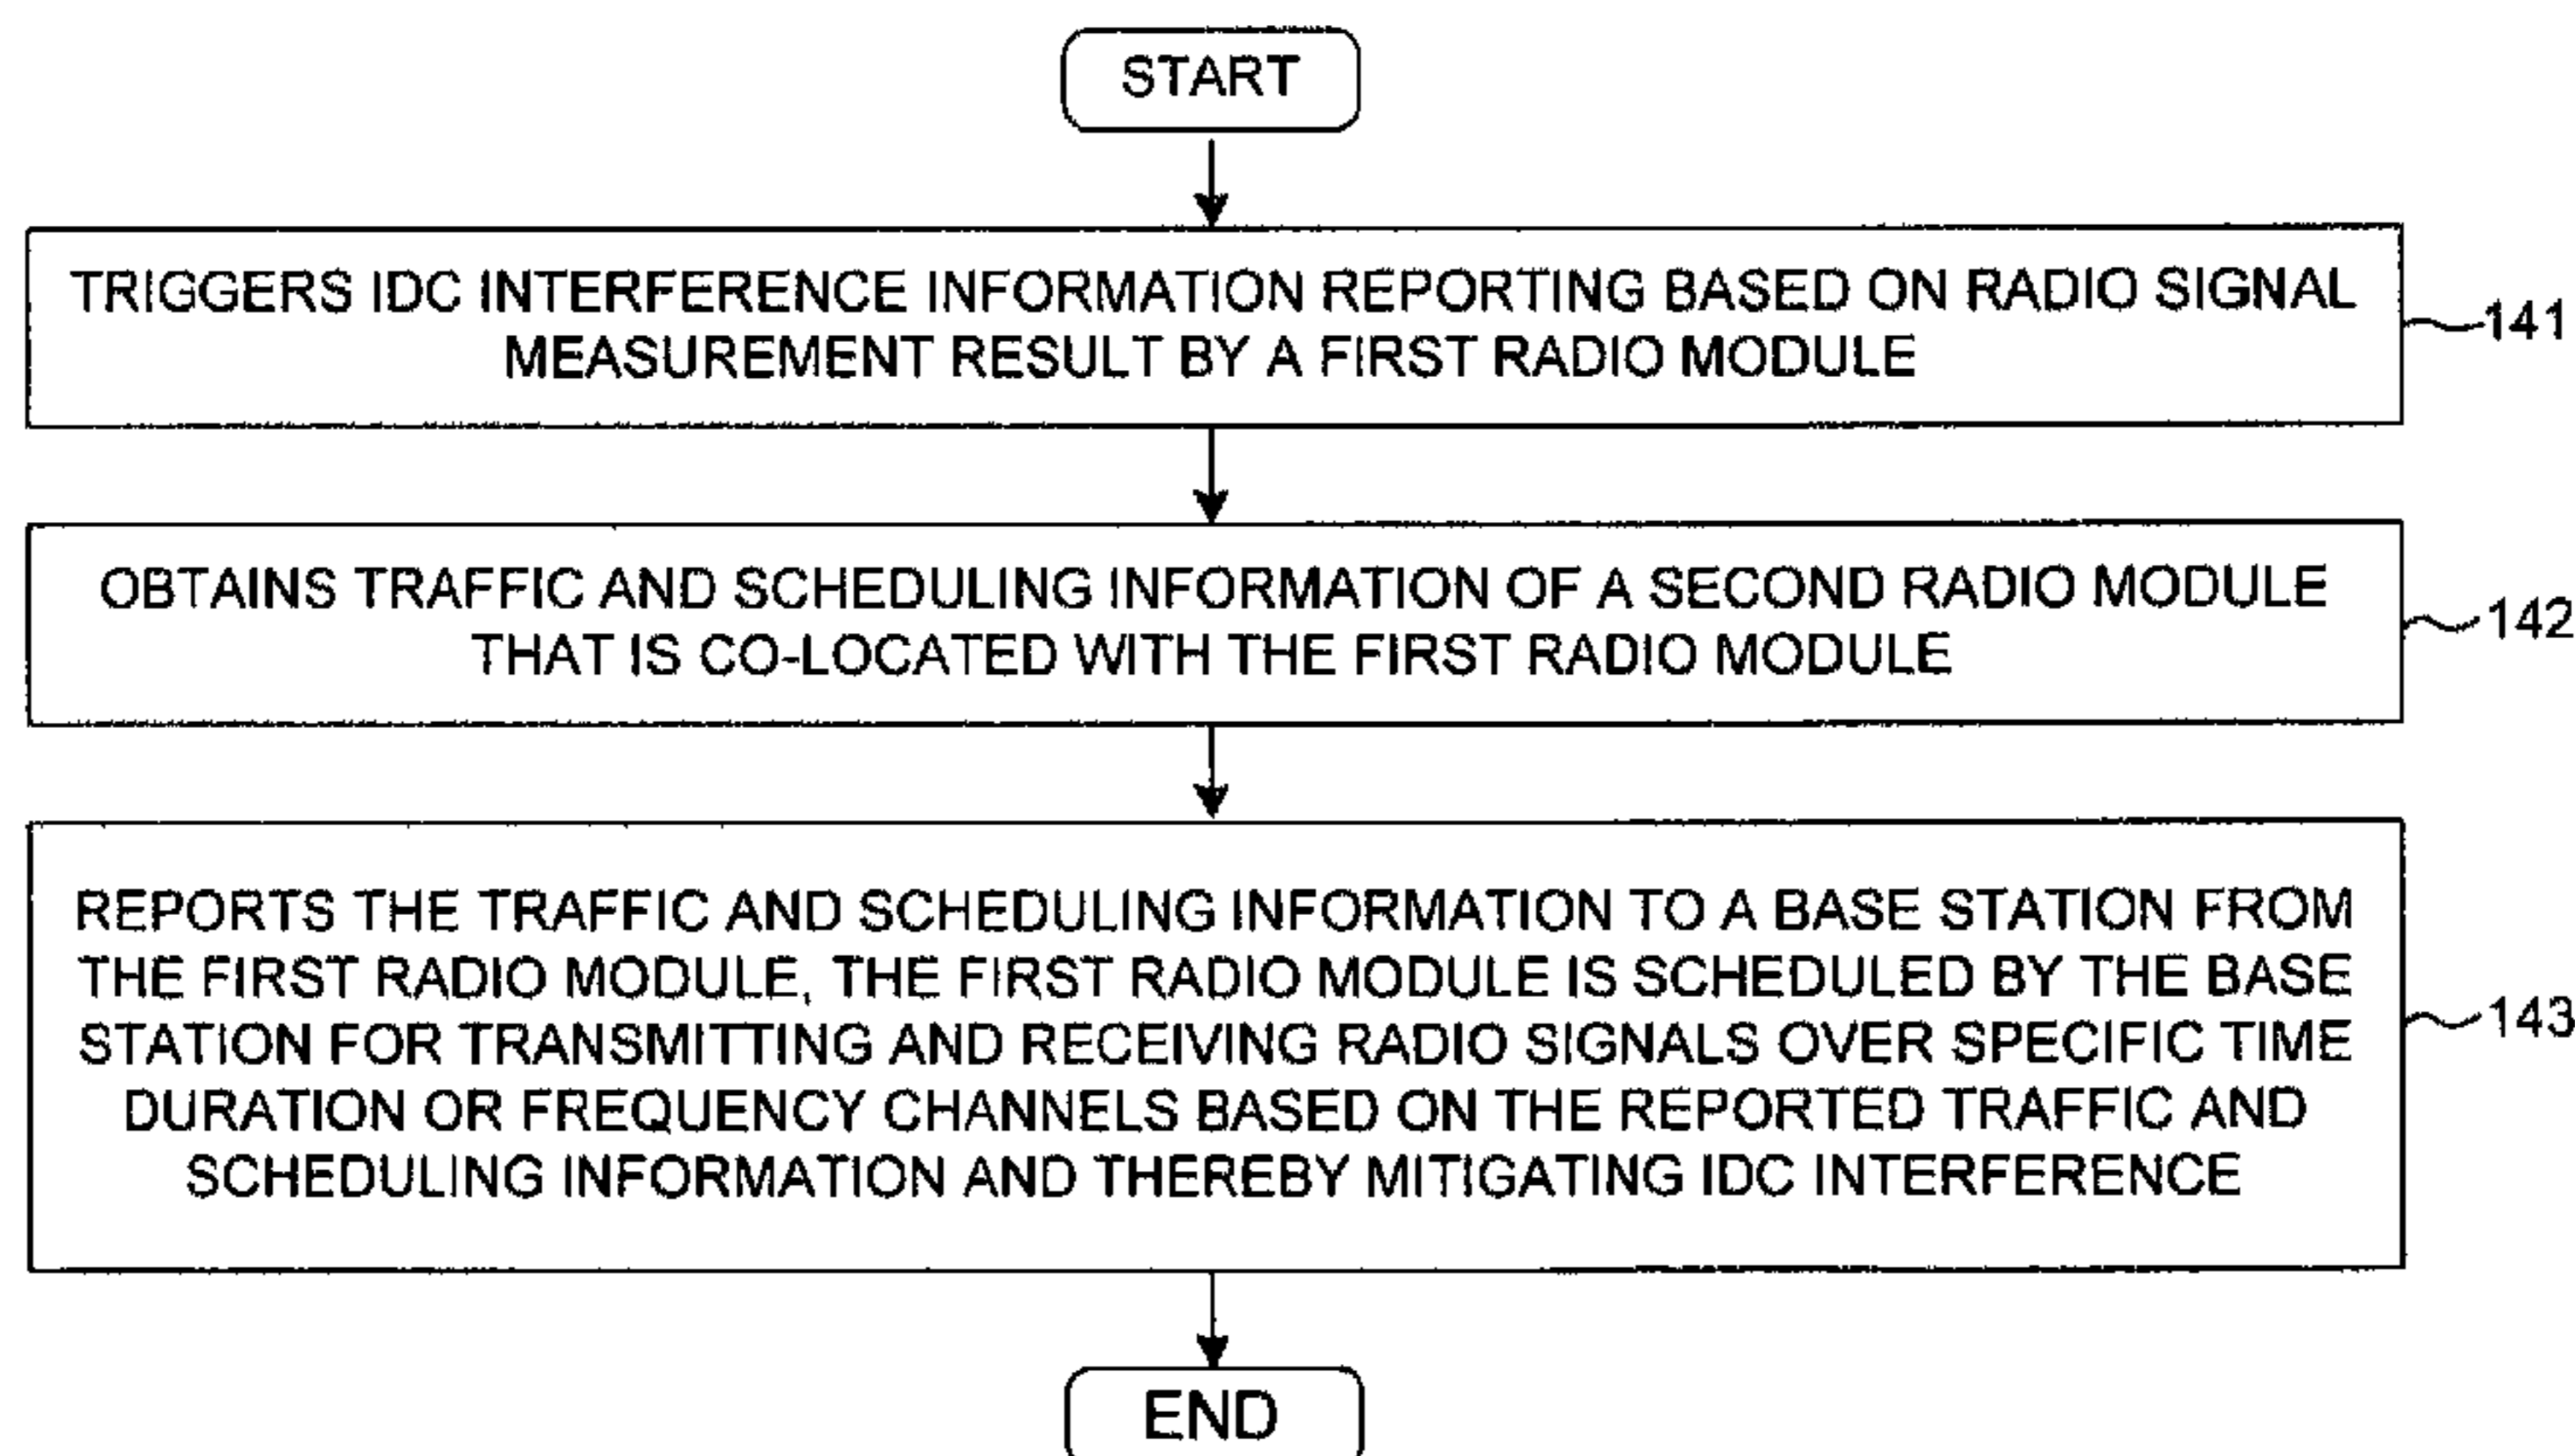 START
TRIGGERS IDC INTERFERENCE INFORMATION REPORTING BASED ON RADIO SIGNAL
MEASUREMENT RESULT BY A FIRST RADIO MODULE
141
OBTAINS TRAFFIC AND SCHEDULING INFORMATION OF A SECOND RADIO MODULE
THAT IS CO-LOCATED WITH THE FIRST RADIO MODULE
142
REPORTS THE TRAFFIC AND SCHEDULING INFORMATION TO A BASE STATION FROM
THE FIRST RADIO MODULE, THE FIRST RADIO MODULE IS SCHEDULED BY THE BASE
STATION FOR TRANSMITTING AND RECEIVING RADIO SIGNALS OVER SPECIFIC TIME
DURATION OR FREQUENCY CHANNELS BASED ON THE REPORTED TRAFFIC AND
SCHEDULING INFORMATION AND THEREBY MITIGATING IDC INTERFERENCE
143
END